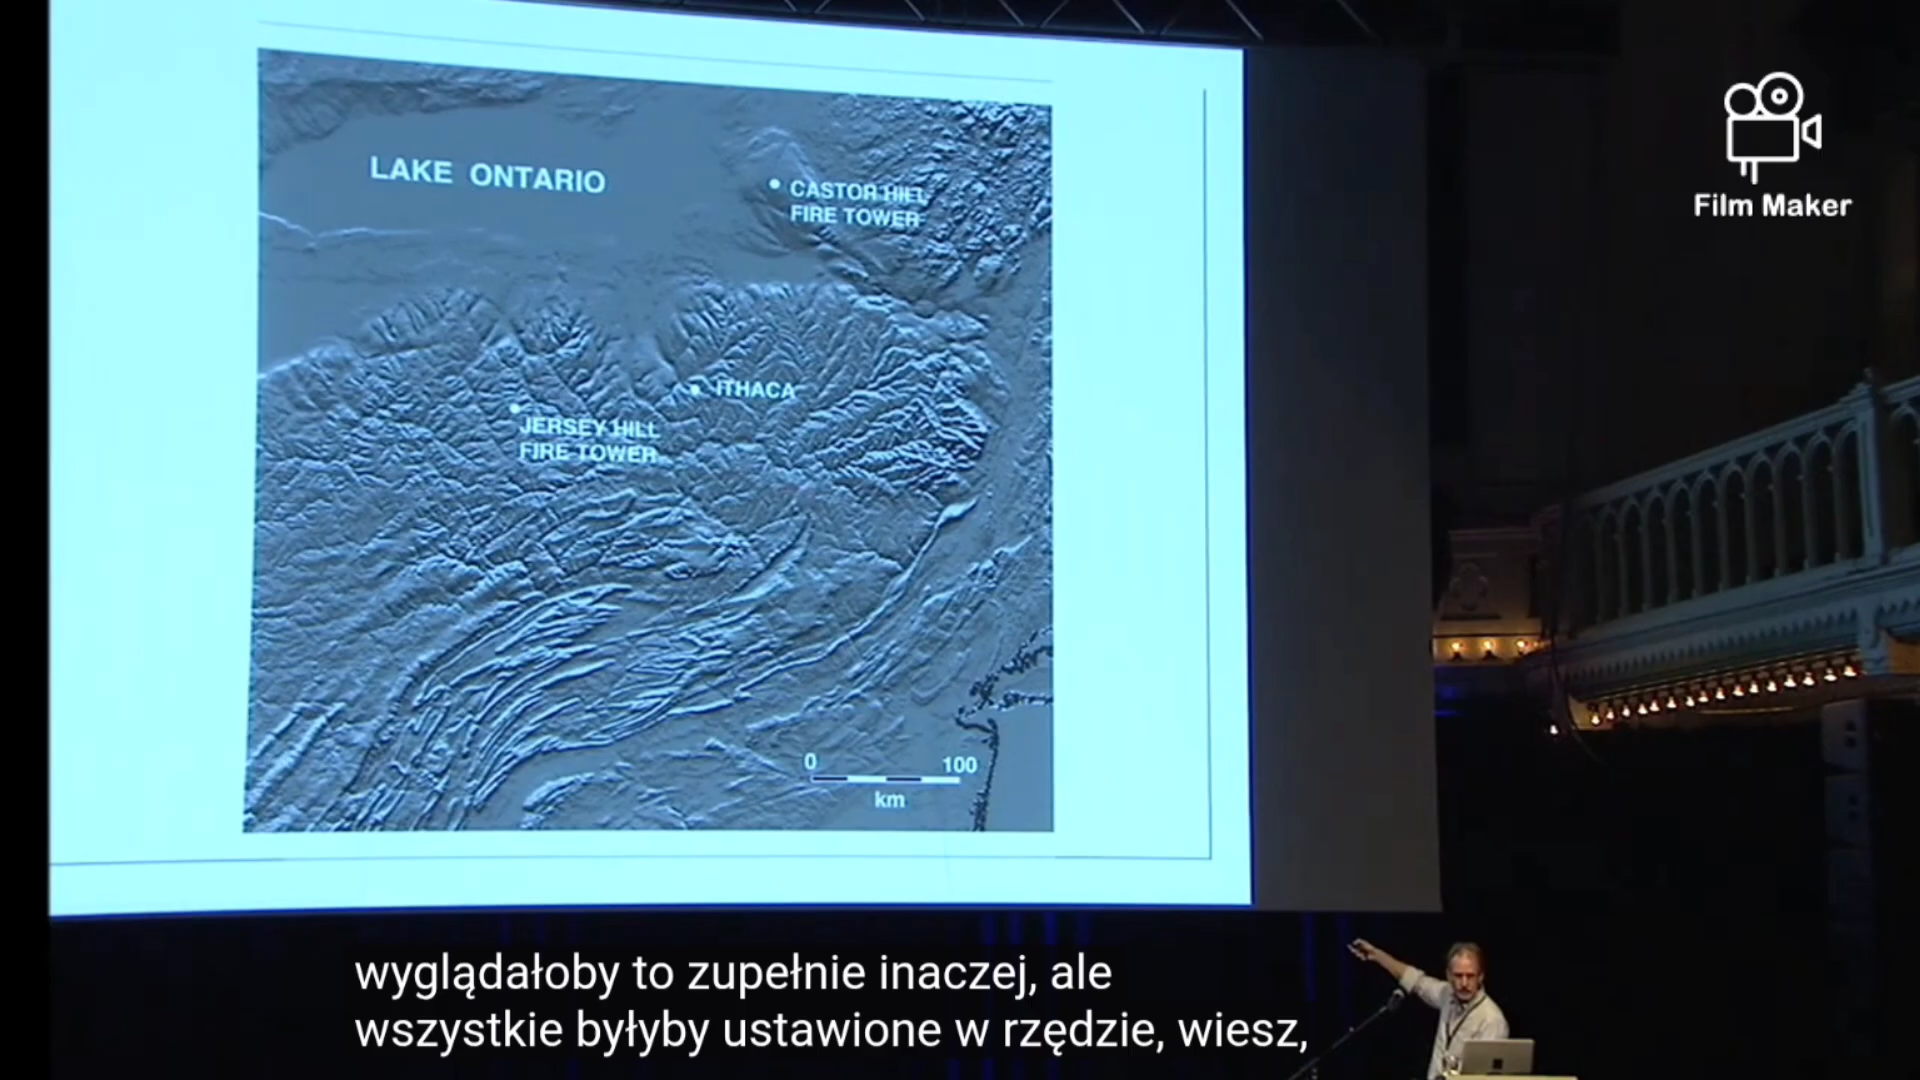 LAKE ONTARIO
CASTOR HILL
FIRE TOWER
ITHACA
JERSEY HILL
FIRE TOWER
0 100
km
Film Maker
wyglądałoby to zupełnie inaczej, ale
wszystkie byłyby ustawione w rzędzie, wiesz,